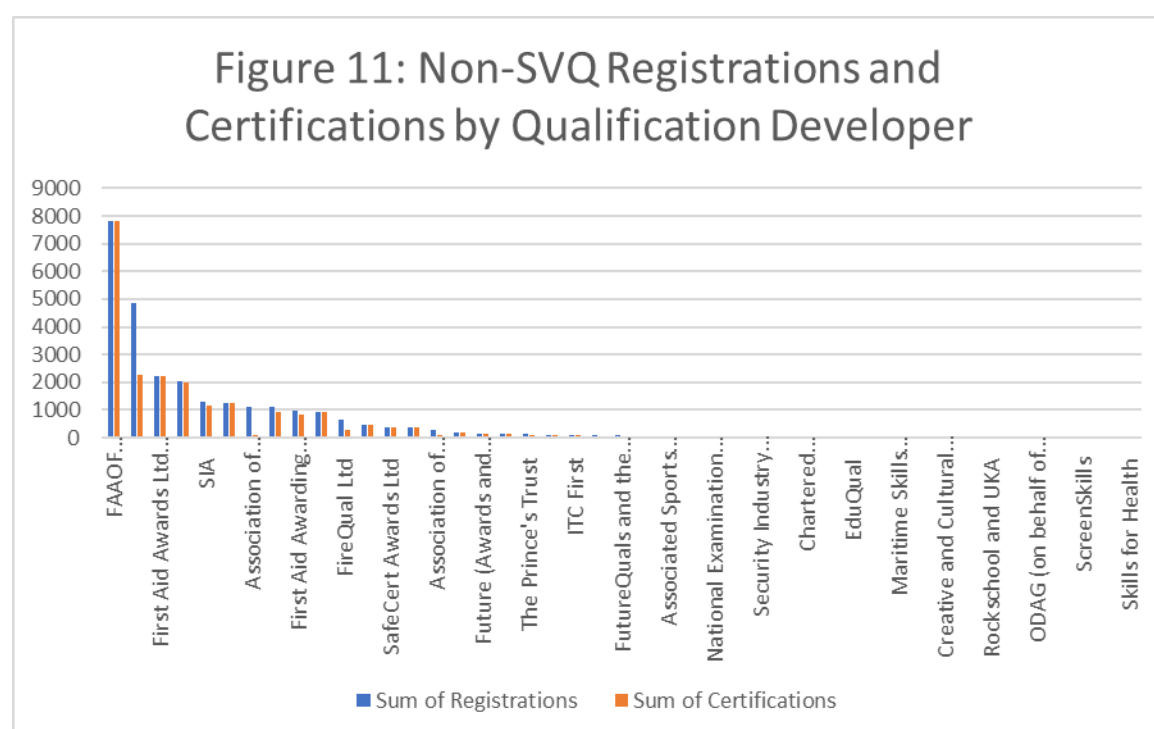 Figure 11: Non-SVQ Registrations and
Certifications by Qualification Developer
9000
8000
7000
6000
5000
4000
3000
2000
1000
0
FAAOF...
First Aid Awards Ltd...
SIA
Association of...
First Aid Awarding...
FireQual Ltd
SafeCert Awards Ltd
Association of...
Future (Awards and...
The Prince's Trust
ITC First
FutureQuals and the...
Associated Sports...
National Examination...
Security Industry...
Chartered...
EduQual
Maritime Skills...
Creative and Cultural...
Rockschool and UKA
ODAG (on behalf of...
ScreenSkills
Skills for Health
Sum of Registrations
Sum of Certifications